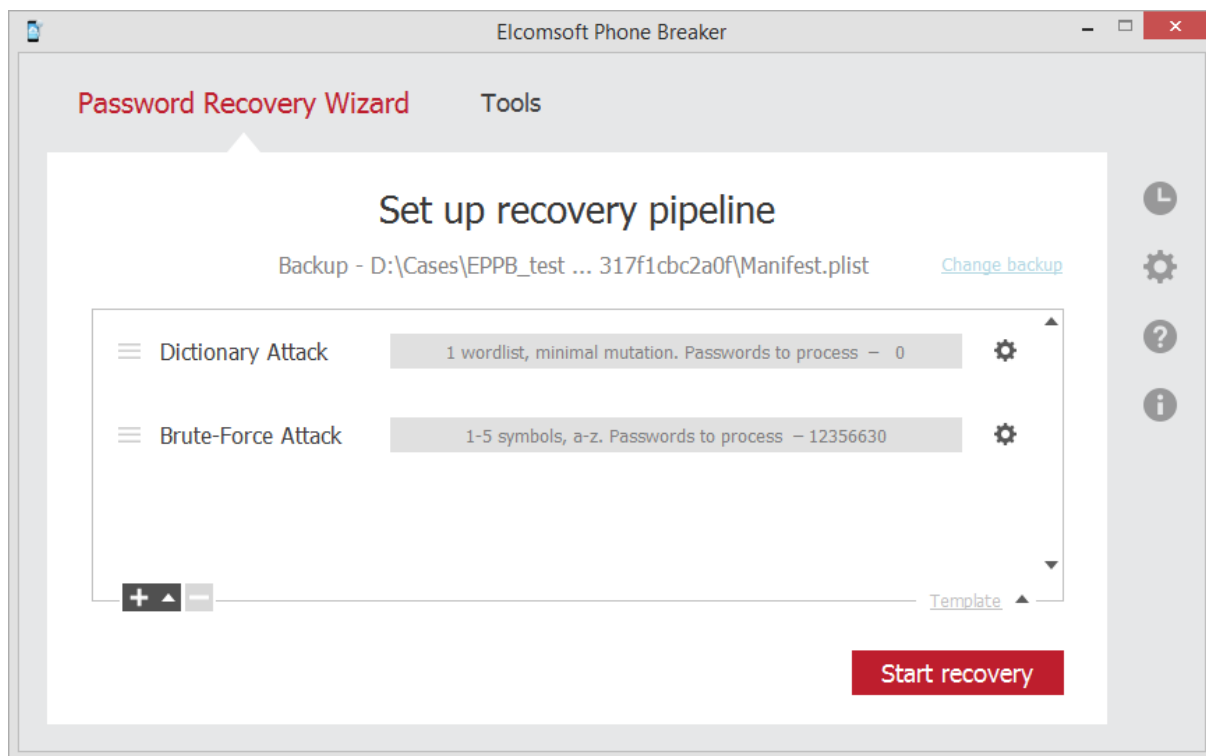 Elcomsoft Phone Breaker
Password Recovery Wizard Tools
Set up recovery pipeline
Backup - D:\Cases\EPPB_test ... 317f1cbc2a0f\Manifest.plist Change backup
Dictionary Attack 1 wordlist, minimal mutation. Passwords to process – 0
Brute-Force Attack 1-5 symbols, a-z. Passwords to process – 12356630
Template
Start recovery